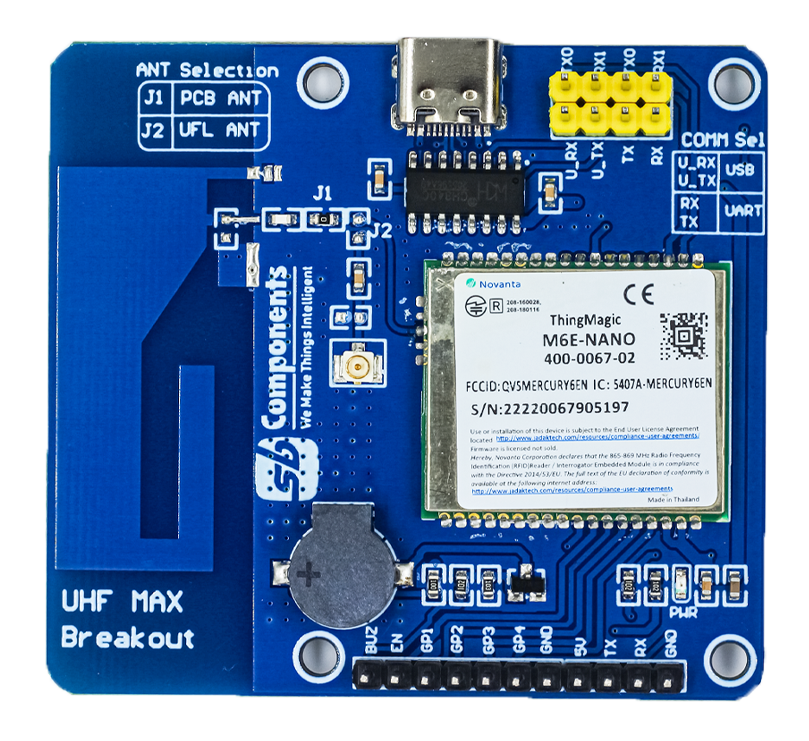 ANT Selection
J1 PCB ANT
J2 UFL ANT
RX0 RX1 TX0 TX1
U_RX U_TX TX RX
COMM Sel
U_RX
U_TX
USB
RX
TX
UART
J1
J2
SB Components
We Make Things Intelligent
Novanta
R
208-160028,
208-180116
CE
ThingMagic
M6E-NANO
400-0067-02
FCCID:QV5MERCURY6EN IC: 5407A-MERCURY6EN
S/N:22220067905197
Use or installation of this device is subject to the End User License Agreement
located http://www.jadaktech.com/resources/compliance-user-agreements;
Firmware is licensed not sold.
Hereby, Novanta Corporation declares that the 865-869 MHz Radio Frequency
Identification (RFID)Reader / Interrogator Embedded Module is in compliance
with the Directive 2014/53/EU. The full text of the EU declaration of conformity is
available at the following internet address:
http://www.jadaktech.com/resources/compliance-user-agreements
Made in Thailand
+
UHF MAX
Breakout
PWR
BUZ EN GP1 GP2 GP3 GP4 GND 5V TX RX GND